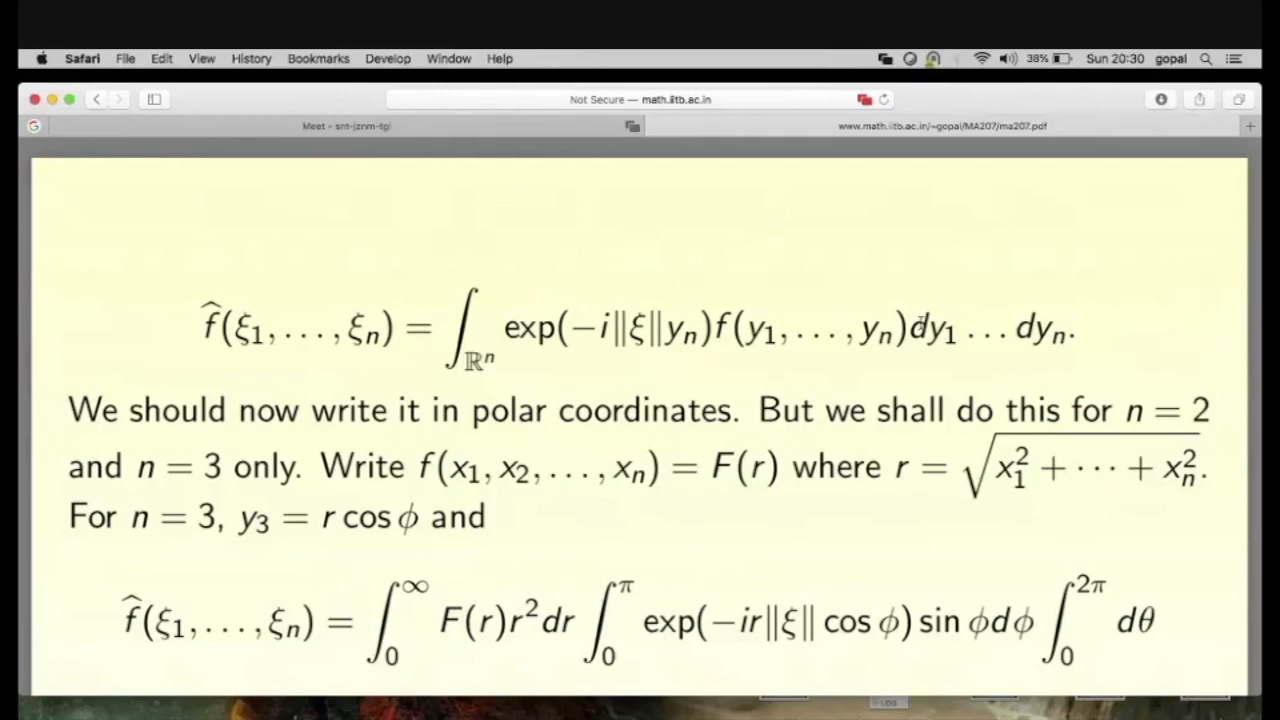 Safari File Edit View History Bookmarks Develop Window Help 38% Sun 20:30 gopal
Not Secure — math.iitb.ac.in
Meet - snt-jznm-tgi www.math.iitb.ac.in/~gopal/MA207/ma207.pdf
f̂(ξ₁, . . . , ξₙ) = ∫_{ℝⁿ} exp(−i‖ξ‖yₙ)f(y₁, . . . , yₙ)dy₁ . . . dyₙ.
We should now write it in polar coordinates. But we shall do this for n = 2
and n = 3 only. Write f(x₁, x₂, . . . , xₙ) = F(r) where r = √(x₁² + · · · + xₙ²).
For n = 3, y₃ = r cos ϕ and
f̂(ξ₁, . . . , ξₙ) = ∫₀^∞ F(r)r²dr ∫₀^π exp(−ir‖ξ‖ cos ϕ) sin ϕdϕ ∫₀^{2π} dθ
LOG